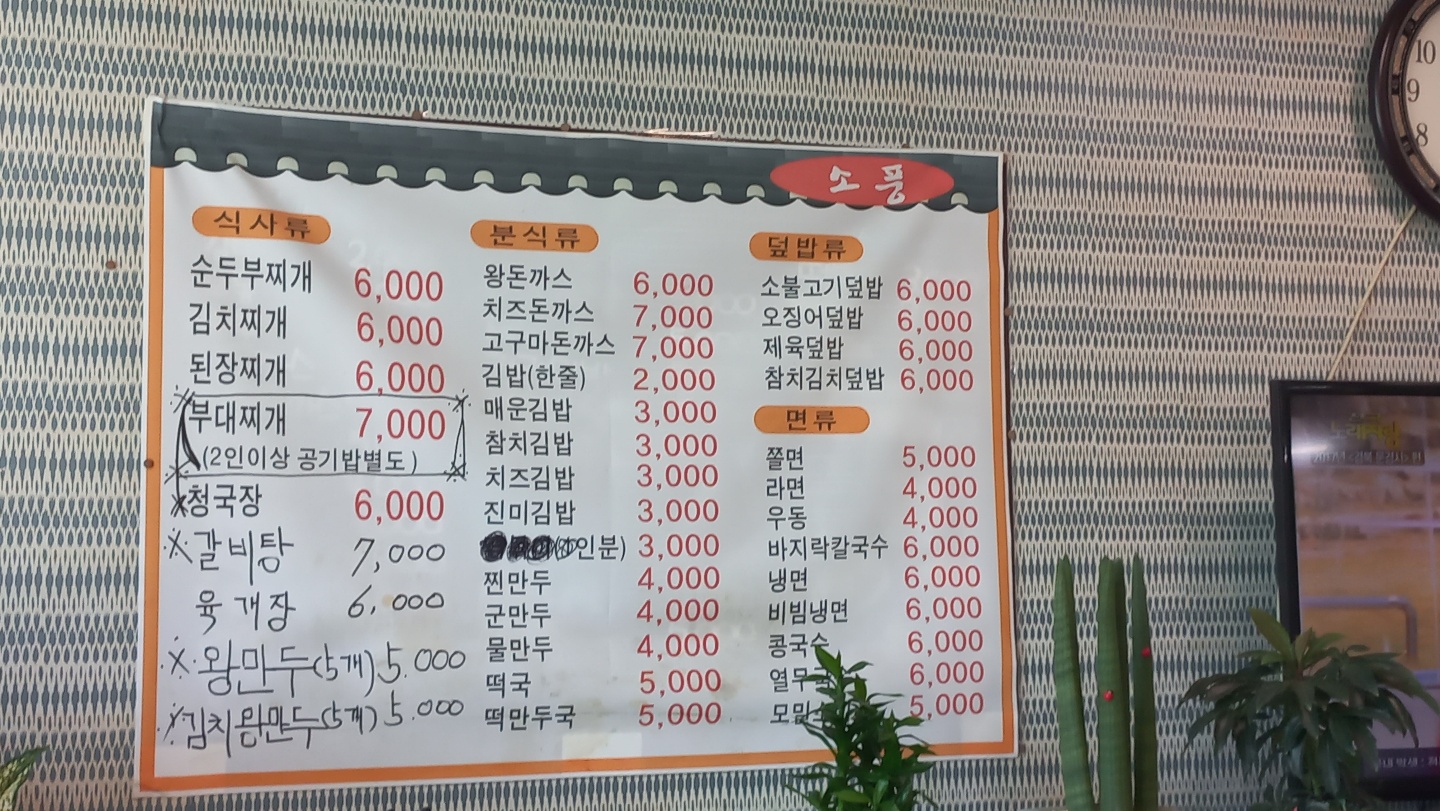 소풍
식사류
순두부찌개 6,000
김치찌개 6,000
된장찌개 6,000
부대찌개 7,000
(2인이상 공기밥별도)
청국장 6,000
※갈비탕 7,000
육개장 6,000
※왕만두(5개) 5.000
※김치왕만두(5개) 5.000
분식류
왕돈까스 6,000
치즈돈까스 7,000
고구마돈까스 7,000
김밥(한줄) 2,000
매운김밥 3,000
참치김밥 3,000
치즈김밥 3,000
진미김밥 3,000
(1인분) 3,000
찐만두 4,000
군만두 4,000
물만두 4,000
떡국 5,000
떡만두국 5,000
덮밥류
소불고기덮밥 6,000
오징어덮밥 6,000
제육덮밥 6,000
참치김치덮밥 6,000
면류
쫄면 5,000
라면 4,000
우동 4,000
바지락칼국수 6,000
냉면 6,000
비빔냉면 6,000
콩국수 6,000
열무 6,000
모밀 5,000
10
9
8